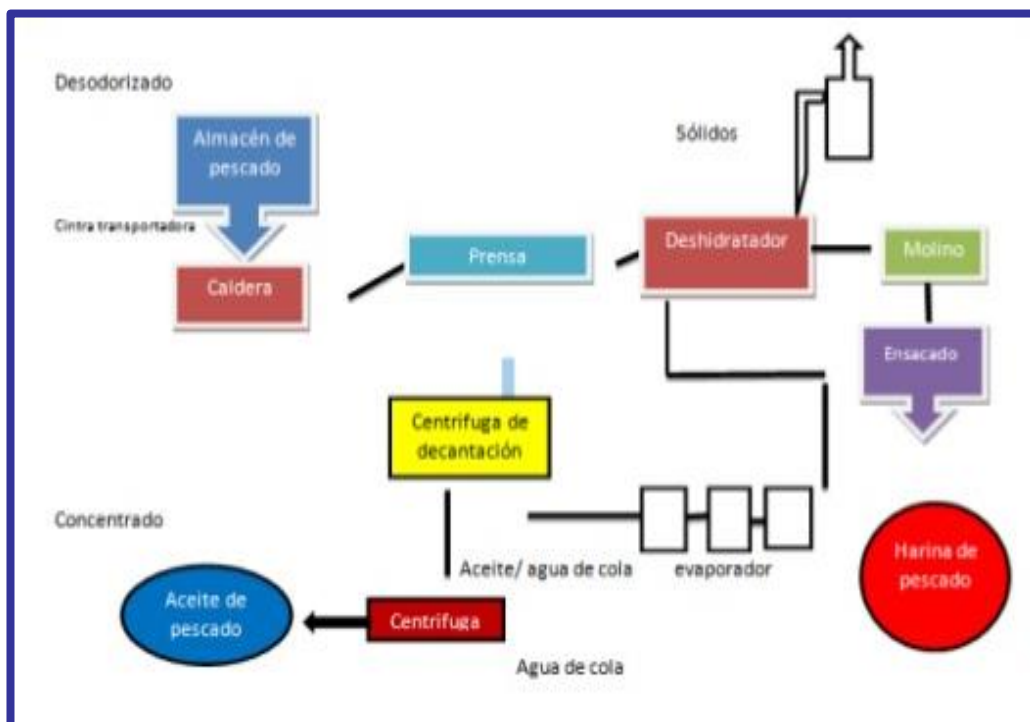 Desodorizado
Almacén de
pescado
Sólidos
Cintra transportadora
Caldera
Prensa
Deshidratador
Molino
Ensacado
Centrífuga de
decantación
Concentrado
Aceite/ agua de cola
evaporador
Harina de
pescado
Aceite de
pescado
Centrifuga
Agua de cola